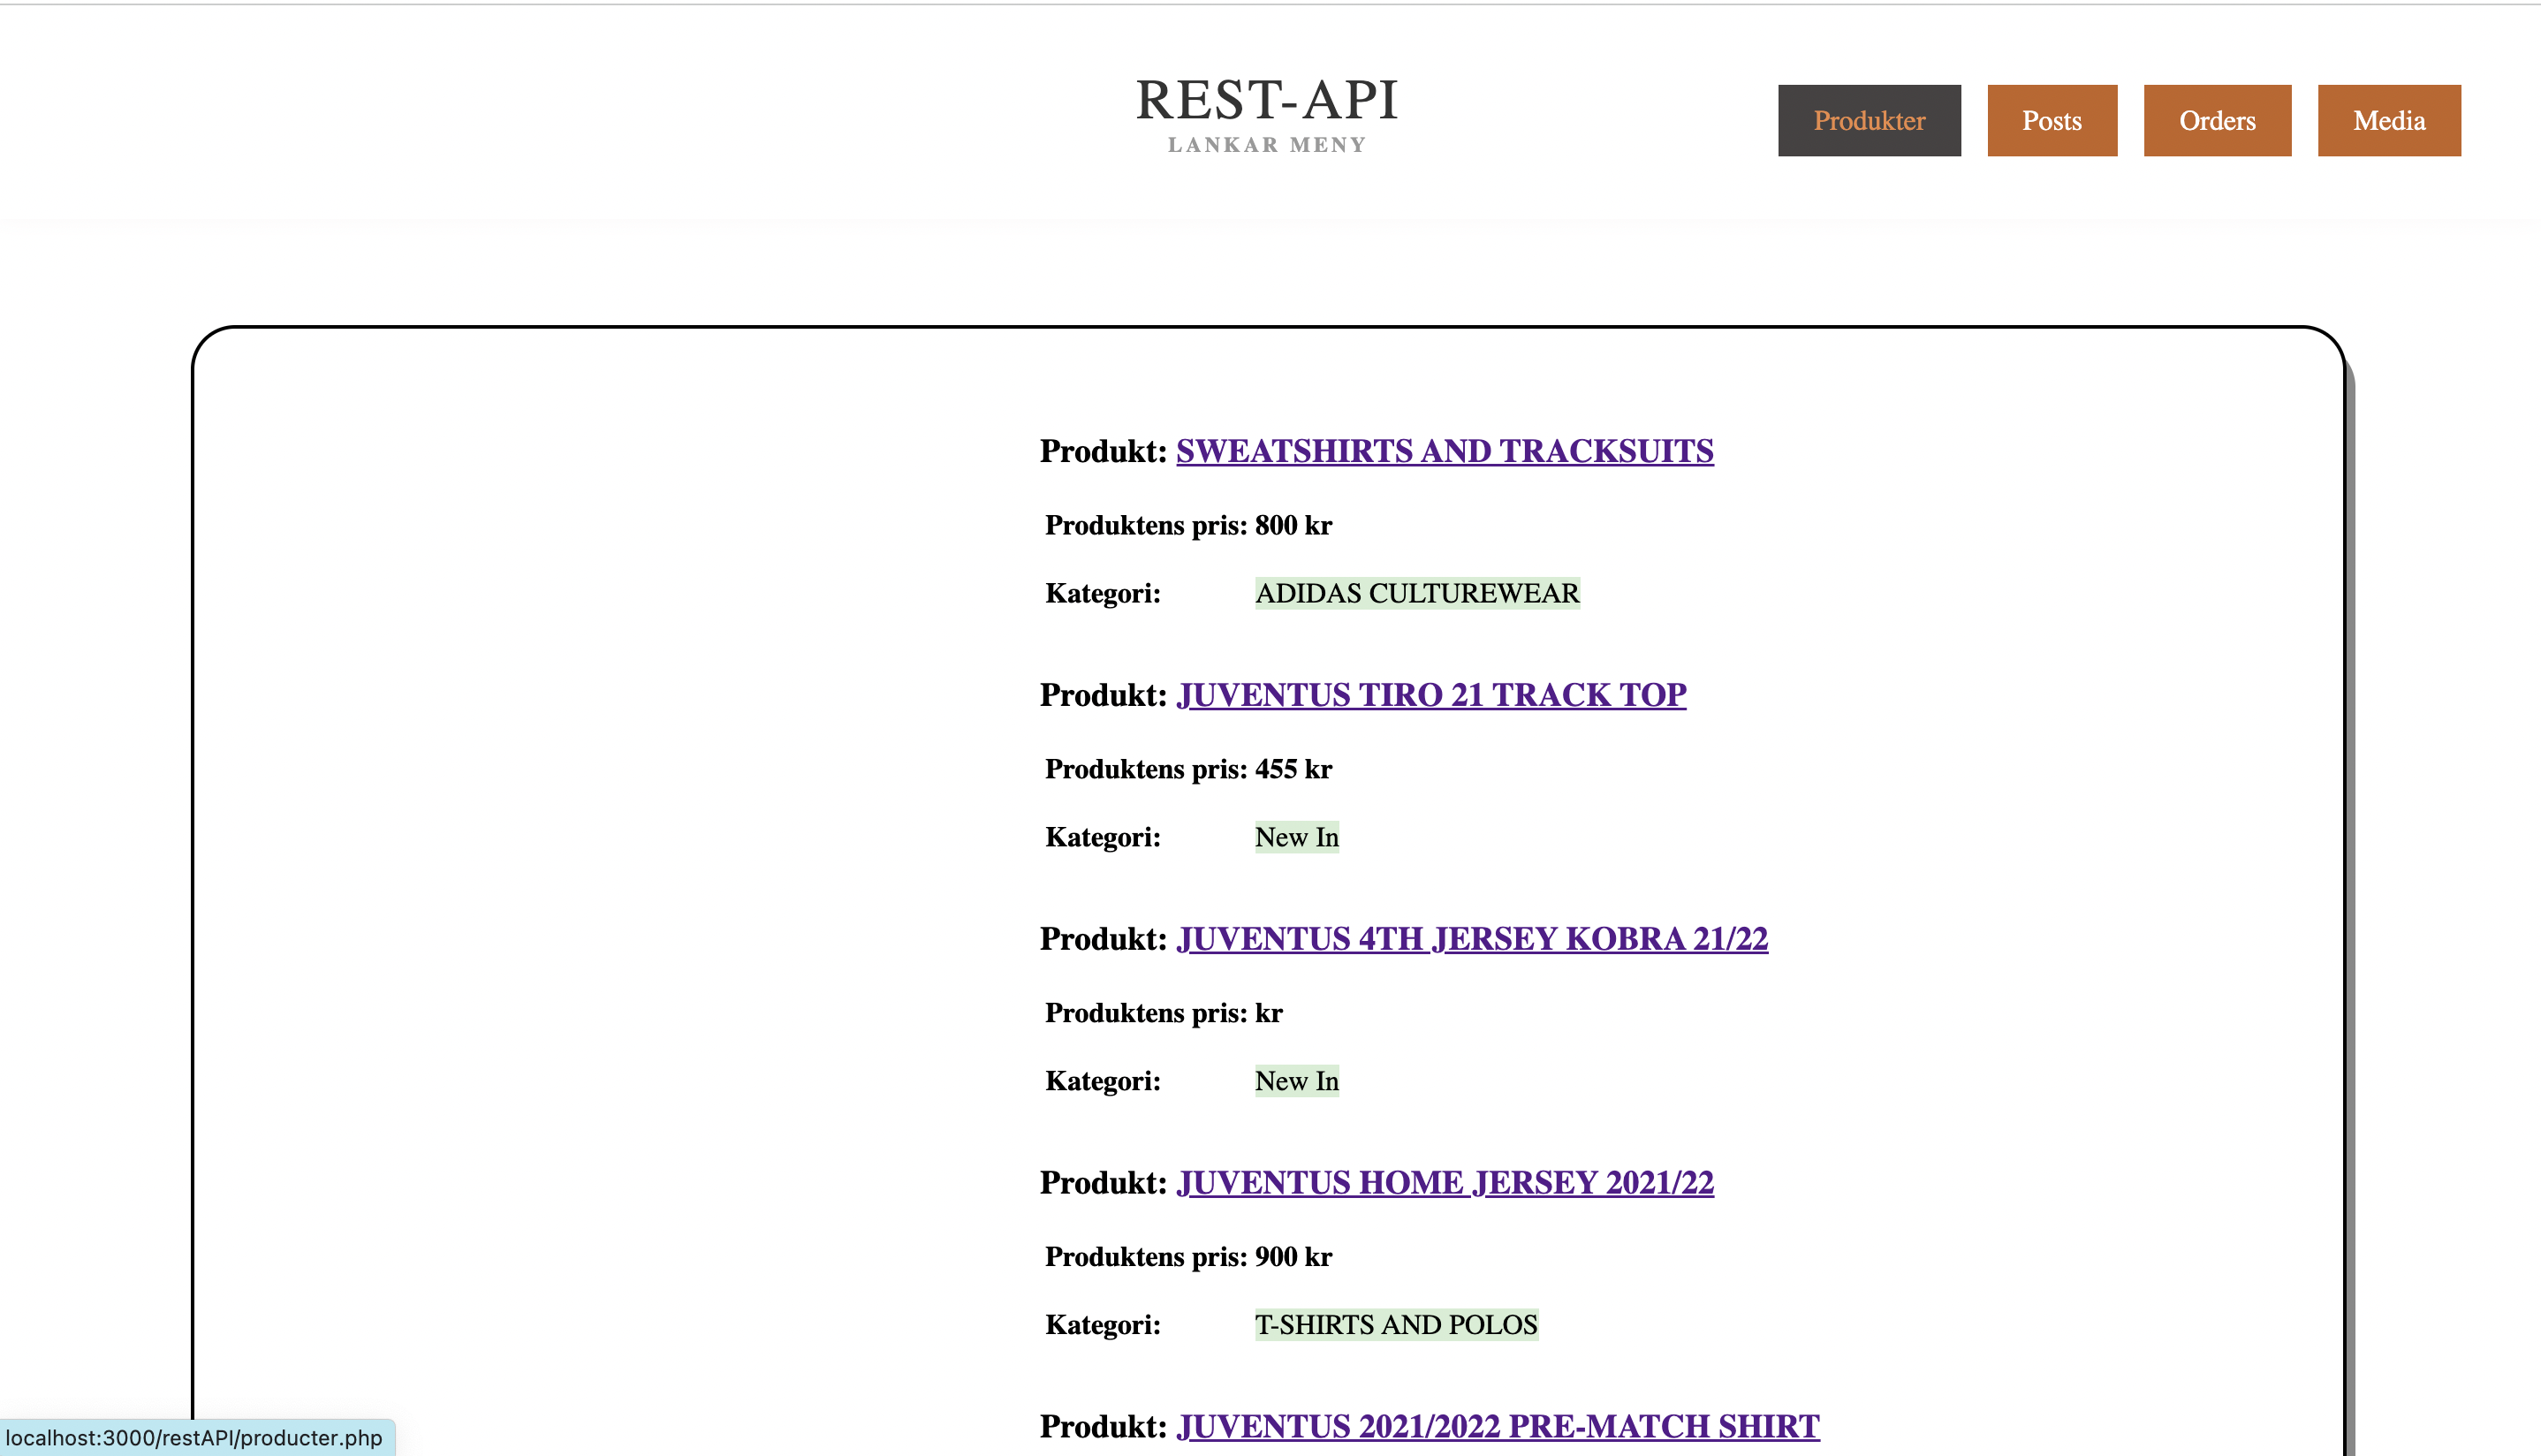 REST-API
LANKAR MENY
Produkter Posts Orders Media
Produkt: SWEATSHIRTS AND TRACKSUITS
Produktens pris: 800 kr
Kategori: ADIDAS CULTUREWEAR
Produkt: JUVENTUS TIRO 21 TRACK TOP
Produktens pris: 455 kr
Kategori: New In
Produkt: JUVENTUS 4TH JERSEY KOBRA 21/22
Produktens pris: kr
Kategori: New In
Produkt: JUVENTUS HOME JERSEY 2021/22
Produktens pris: 900 kr
Kategori: T-SHIRTS AND POLOS
Produkt: JUVENTUS 2021/2022 PRE-MATCH SHIRT
localhost:3000/restAPI/producter.php